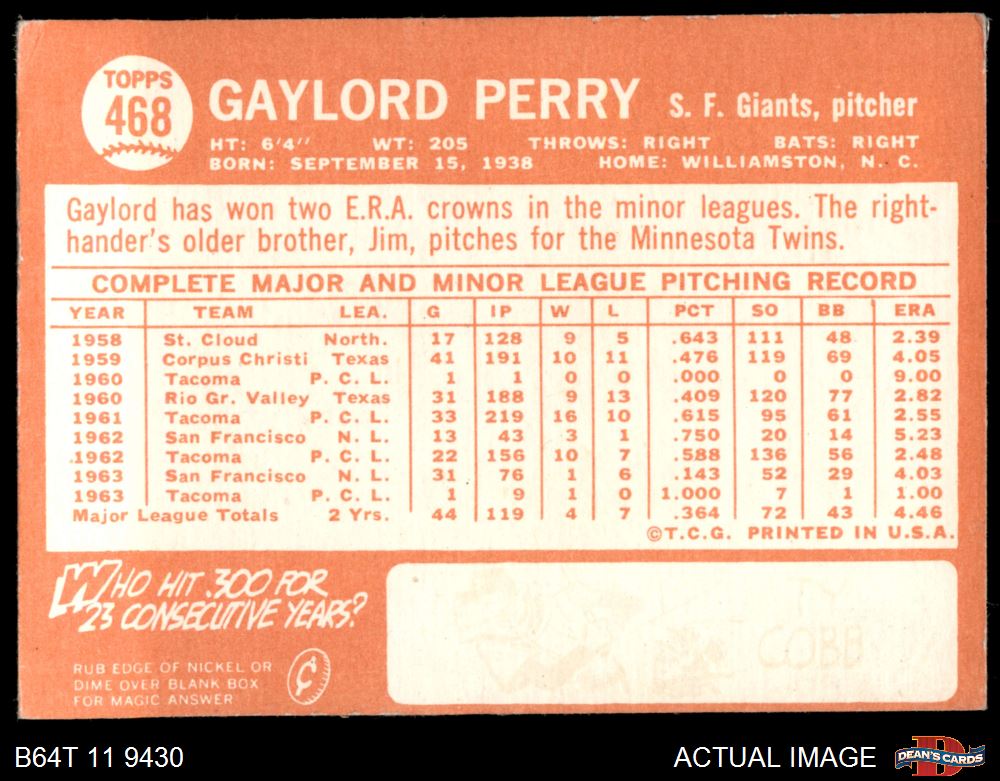 TOPPS
468
GAYLORD PERRY S. F. Giants, pitcher
HT: 6'4" WT: 205 THROWS: RIGHT BATS: RIGHT
BORN: SEPTEMBER 15, 1938 HOME: WILLIAMSTON, N. C.
Gaylord has won two E.R.A. crowns in the minor leagues. The right-
hander's older brother, Jim, pitches for the Minnesota Twins.
COMPLETE MAJOR AND MINOR LEAGUE PITCHING RECORD
YEAR TEAM LEA. G IP W L PCT SO BB ERA
1958 St. Cloud North. 17 128 9 5 .643 111 48 2.39
1959 Corpus Christi Texas 41 191 10 11 .476 119 69 4.05
1960 Tacoma P. C. L. 1 1 0 0 .000 0 0 9.00
1960 Rio Gr. Valley Texas 31 188 9 13 .409 120 77 2.82
1961 Tacoma P. C. L. 33 219 16 10 .615 95 61 2.55
1962 San Francisco N. L. 13 43 3 1 .750 20 14 5.23
1962 Tacoma P. C. L. 22 156 10 7 .588 136 56 2.48
1963 San Francisco N. L. 31 76 1 6 .143 52 29 4.03
1963 Tacoma P. C. L. 1 9 1 0 1.000 7 1 1.00
Major League Totals 2 Yrs. 44 119 4 7 .364 72 43 4.46
©T.C.G. PRINTED IN U.S.A.
WHO HIT .300 FOR
23 CONSECUTIVE YEARS?
RUB EDGE OF NICKEL OR
DIME OVER BLANK BOX
FOR MAGIC ANSWER
¢
TY
COBB
B64T 11 9430
ACTUAL IMAGE
D
DEAN'S CARDS